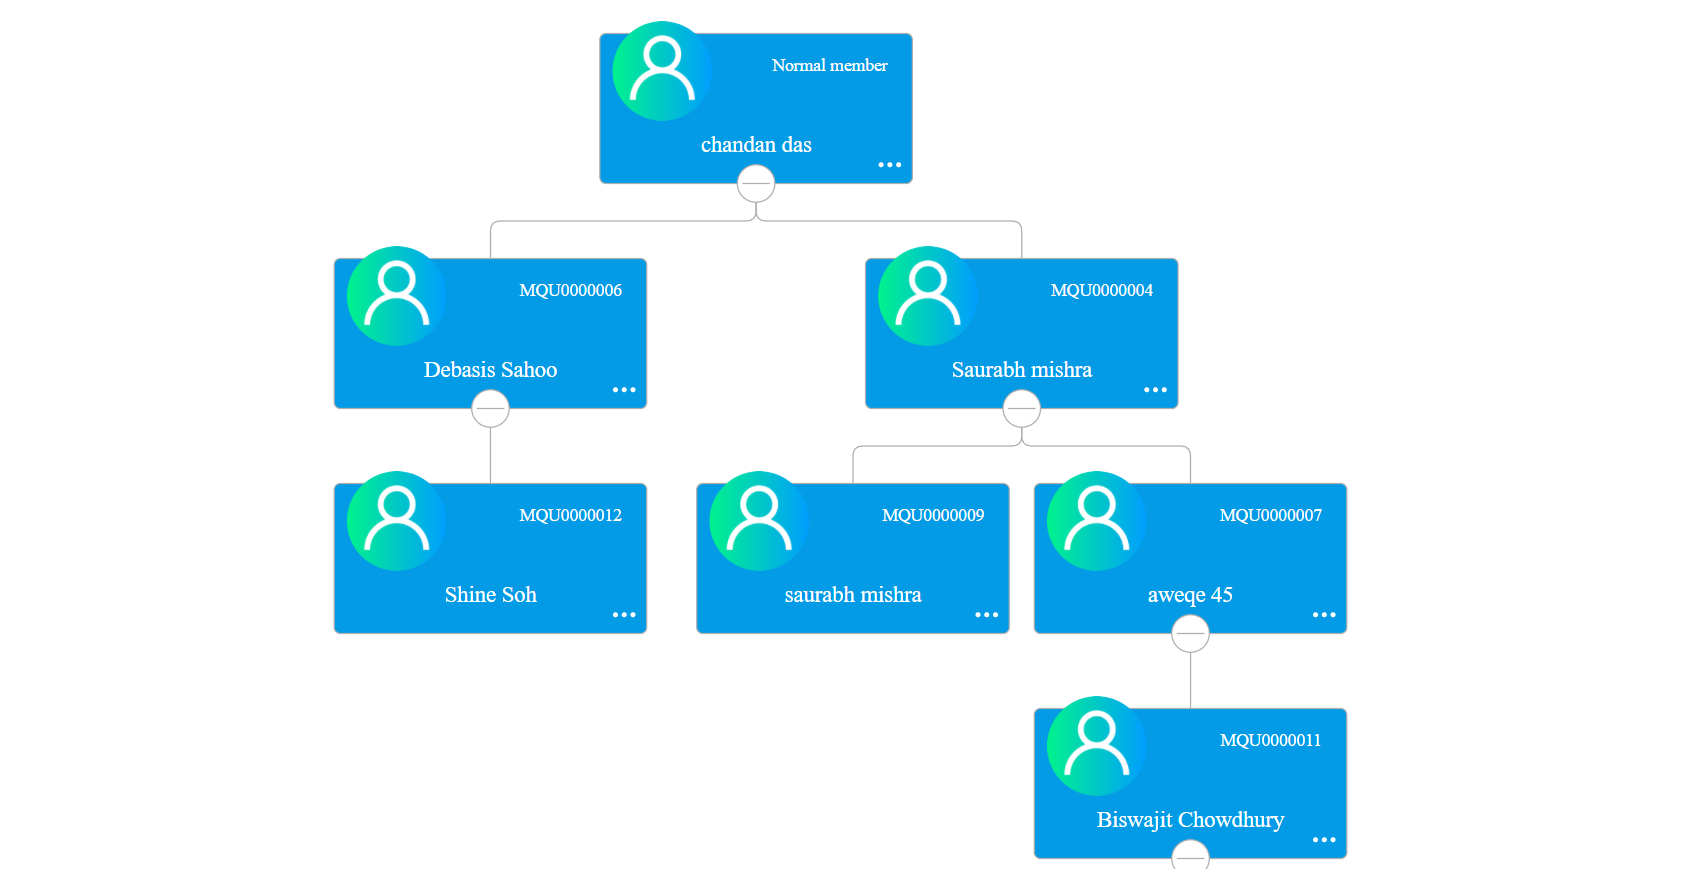 Normal member
chandan das
MQU0000006
Debasis Sahoo
MQU0000004
Saurabh mishra
MQU0000012
Shine Soh
MQU0000009
saurabh mishra
MQU0000007
aweqe 45
MQU0000011
Biswajit Chowdhury